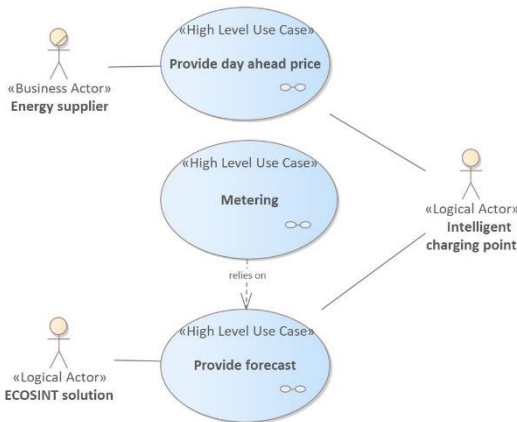 «High Level Use Case»
Provide day ahead price
«Business Actor»
Energy supplier
«High Level Use Case»
Metering
«Logical Actor»
Intelligent
charging point
relies on
«High Level Use Case»
Provide forecast
«Logical Actor»
ECOSINT solution